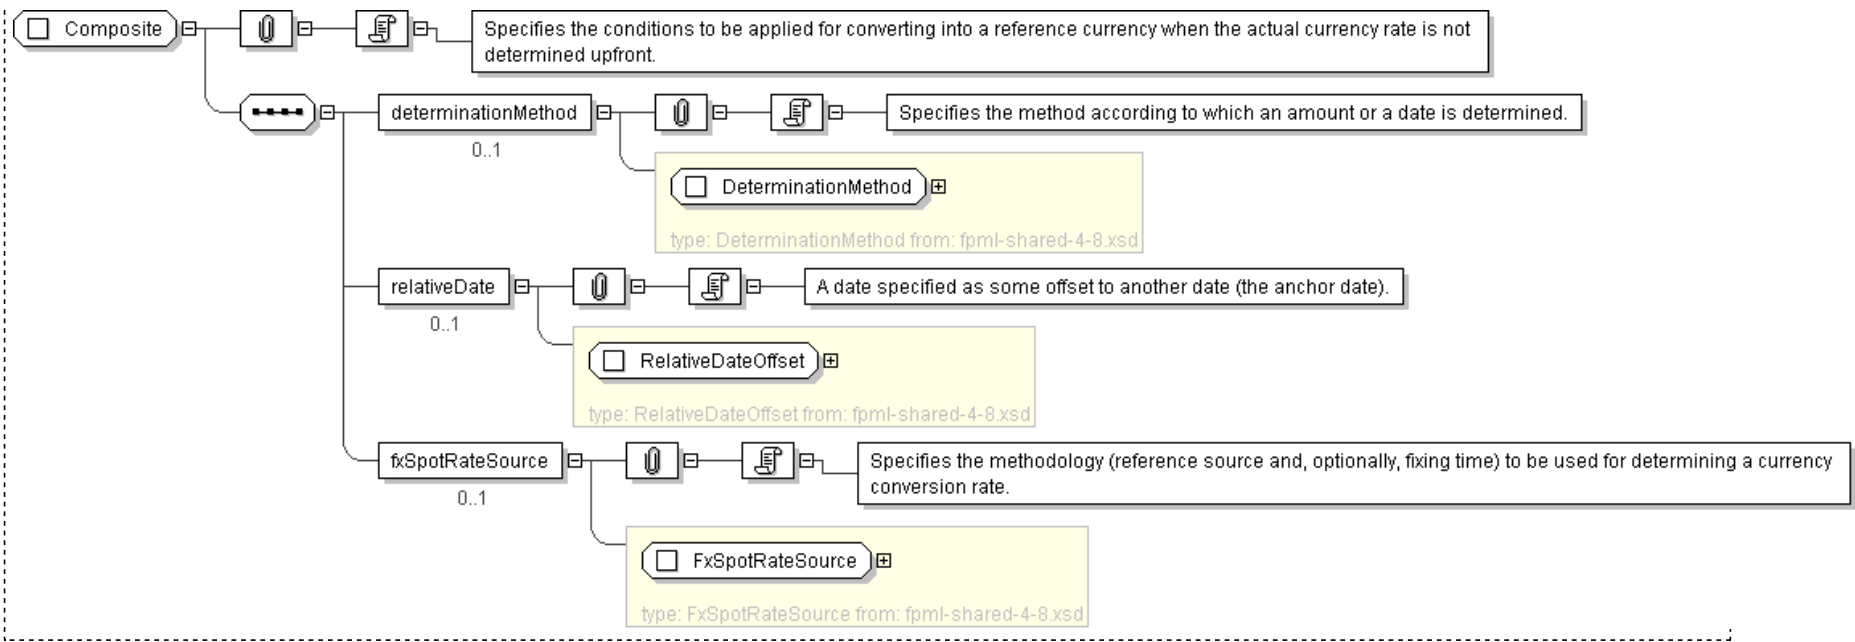 Composite
Specifies the conditions to be applied for converting into a reference currency when the actual currency rate is not
determined upfront.
determinationMethod
Specifies the method according to which an amount or a date is determined.
0..1
DeterminationMethod
type: DeterminationMethod from: fpml-shared-4-8.xsd
relativeDate
A date specified as some offset to another date (the anchor date).
0..1
RelativeDateOffset
type: RelativeDateOffset from: fpml-shared-4-8.xsd
fxSpotRateSource
Specifies the methodology (reference source and, optionally, fixing time) to be used for determining a currency
conversion rate.
0..1
FxSpotRateSource
type: FxSpotRateSource from: fpml-shared-4-8.xsd